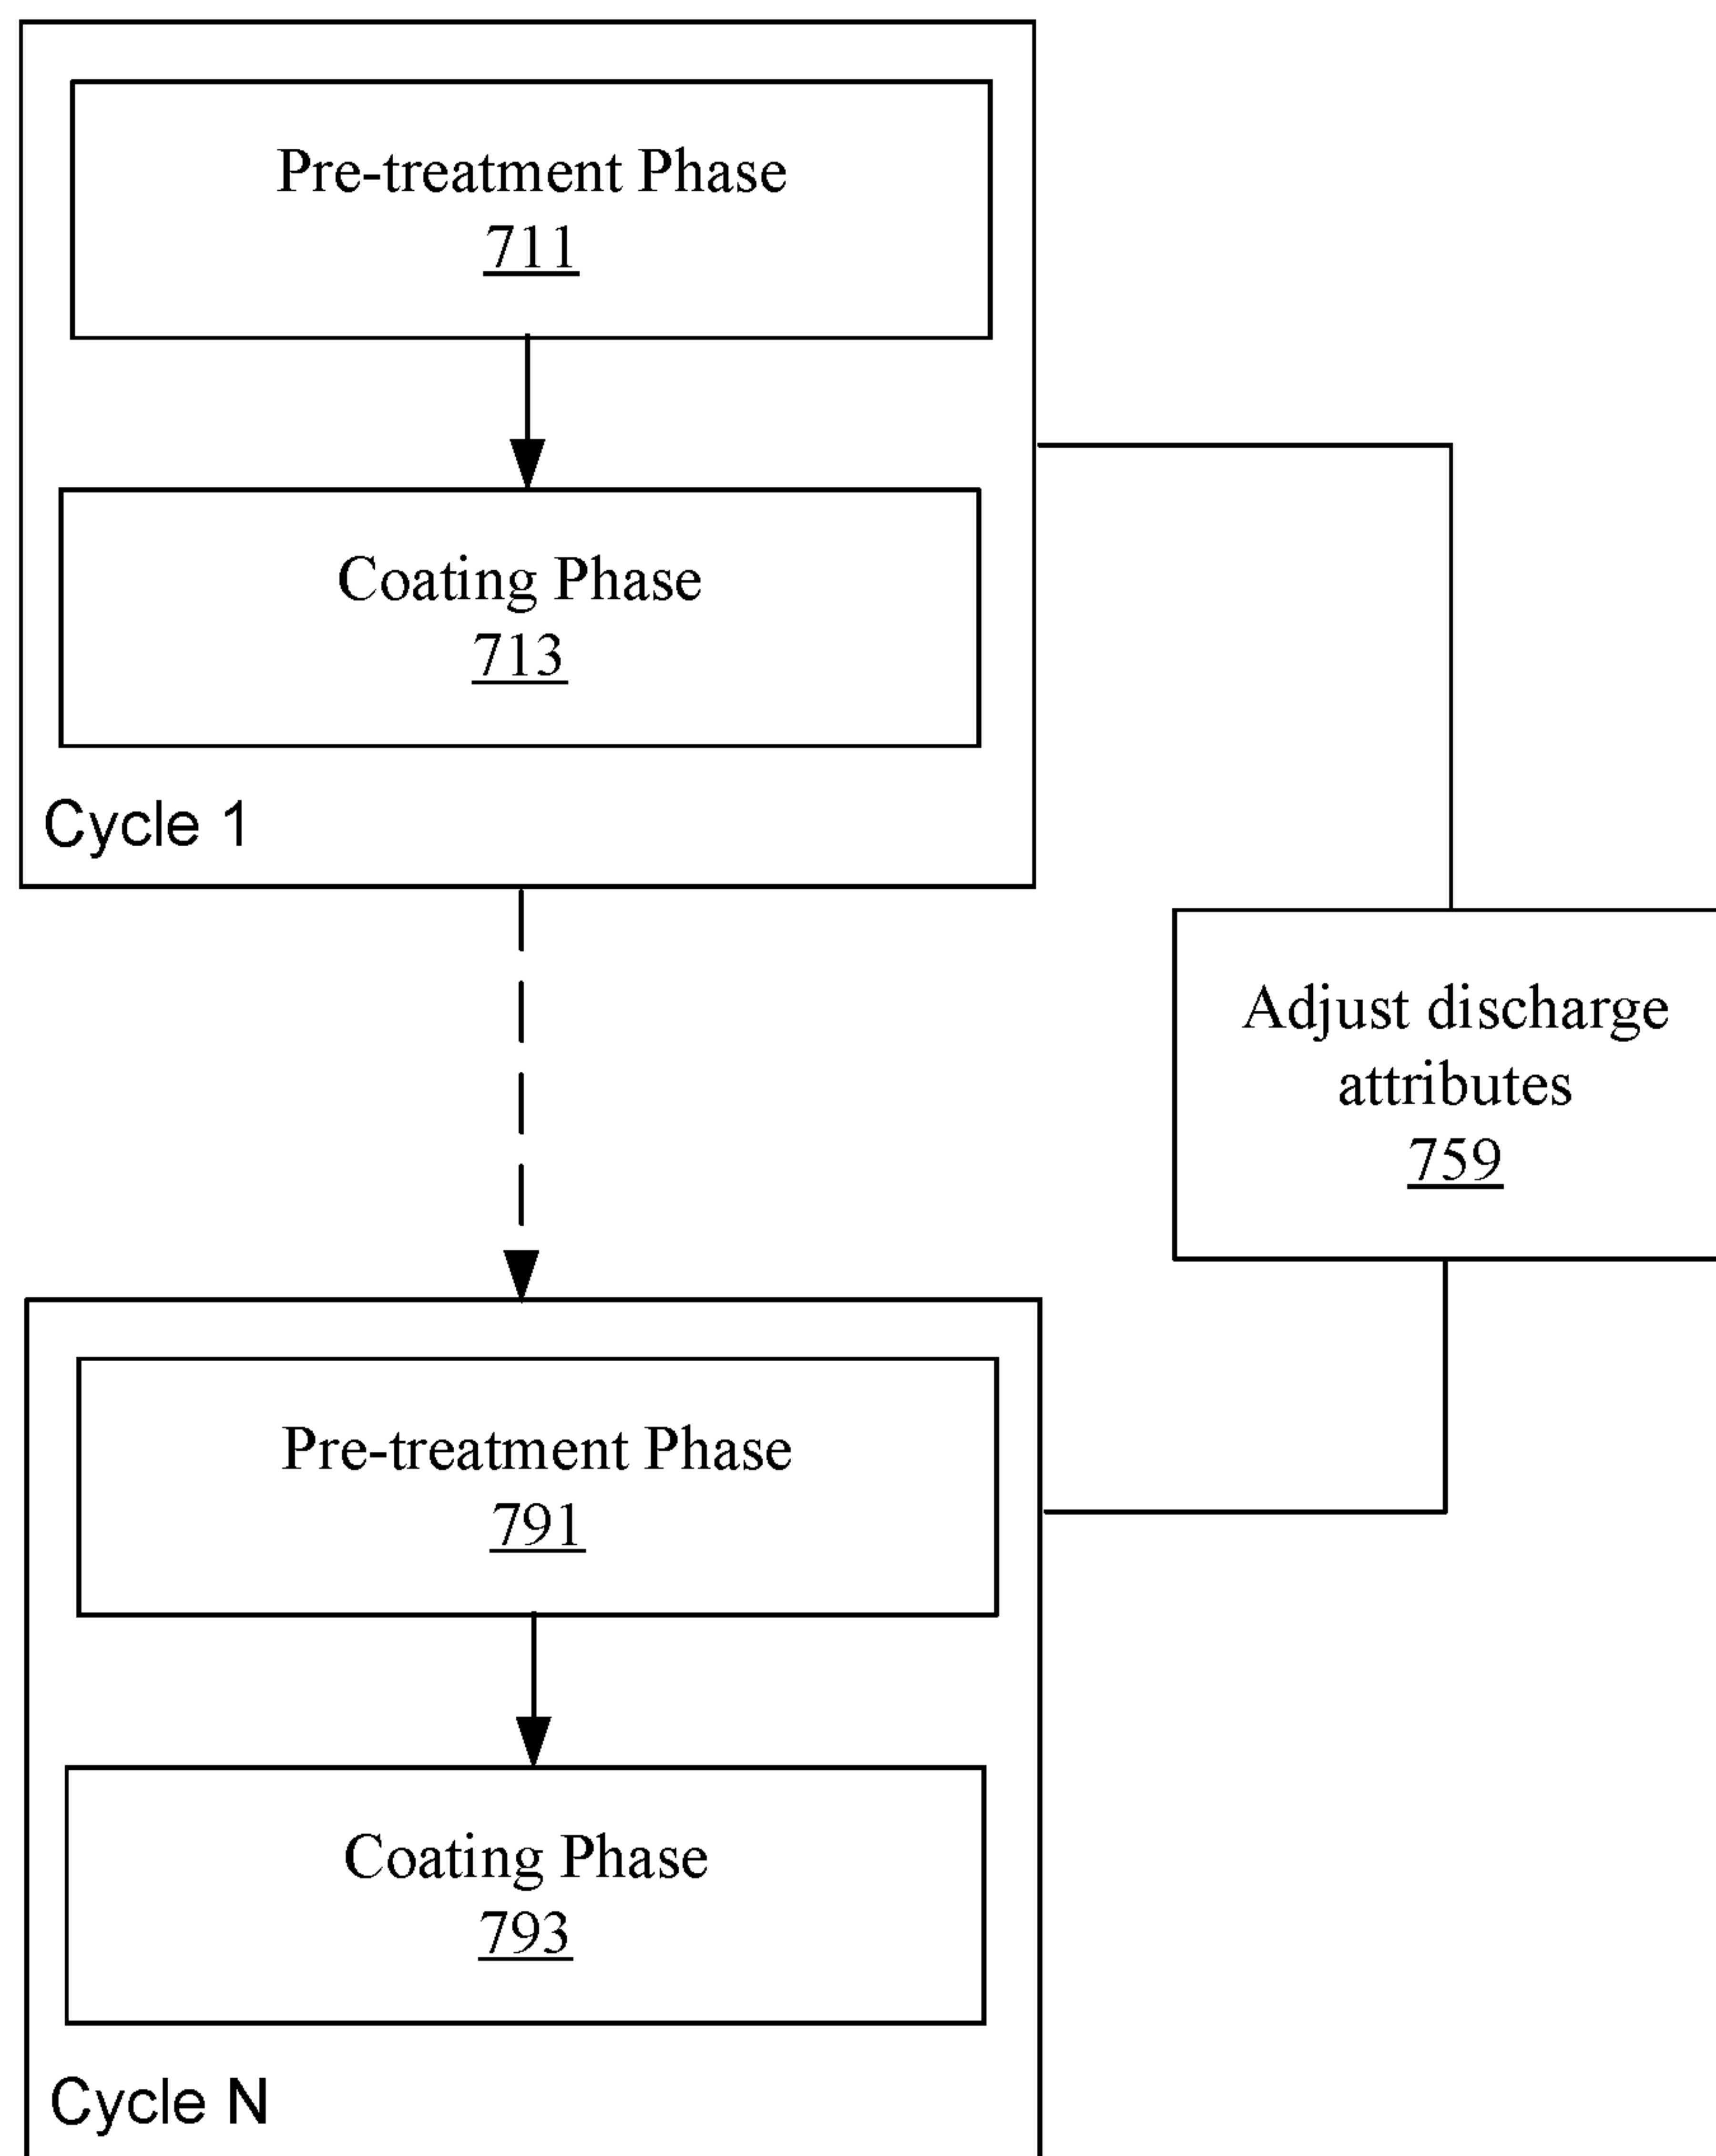 Pre-treatment Phase
711
Coating Phase
713
Cycle 1
Adjust discharge
attributes
759
Pre-treatment Phase
791
Coating Phase
793
Cycle N